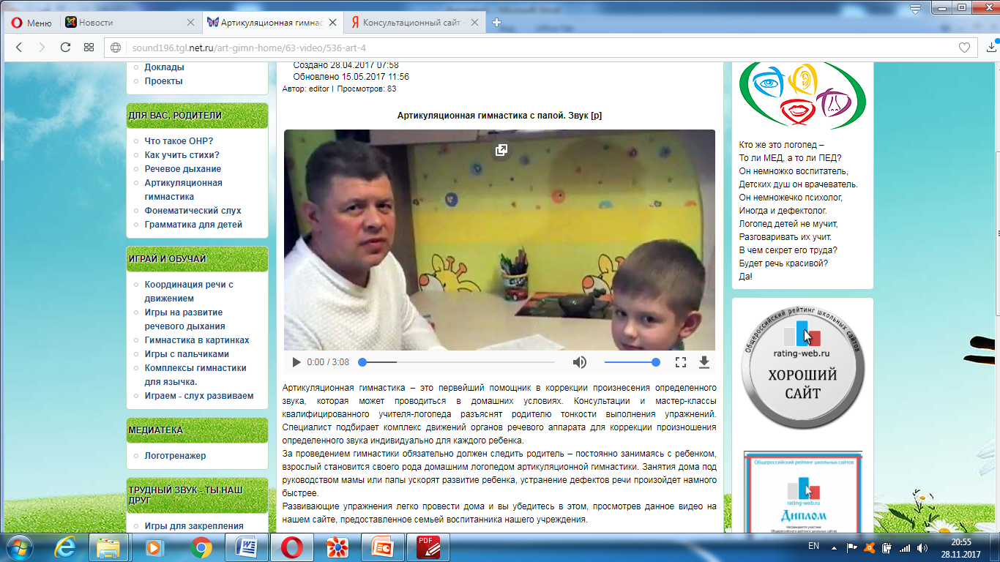 Меню
Новости
Артикуляционная гимнас
Консультационный сайт -
sound196.tgl.net.ru/art-gimn-home/63-video/536-art-4
Доклады
Проекты
ДЛЯ ВАС, РОДИТЕЛИ
Что такое ОНР?
Как учить стихи?
Речевое дыхание
Артикуляционная
гимнастика
Фонематический слух
Грамматика для детей
ИГРАЙ И ОБУЧАЙ
Координация речи с
движением
Игры на развитие
речевого дыхания
Гимнастика в картинках
Игры с пальчиками
Комплексы гимнастики
для язычка.
Играем - слух развиваем
МЕДИАТЕКА
Логотренажер
ТРУДНЫЙ ЗВУК - ТЫ НАШ
ДРУГ
Игры для закрепления
Создано 28.04.2017 07:58
Обновлено 15.05.2017 11:56
Автор: editor | Просмотров: 83
Артикуляционная гимнастика с папой. Звук [р]
0:00 / 3:08
Артикуляционная гимнастика – это первейший помощник в коррекции произнесения определенного
звука, которая может проводиться в домашних условиях. Консультации и мастер-классы
квалифицированного учителя-логопеда разъяснят родителю тонкости выполнения упражнений.
Специалист подбирает комплекс движений органов речевого аппарата для коррекции произношения
определенного звука индивидуально для каждого ребенка.
За проведением гимнастики обязательно должен следить родитель – постоянно занимаясь с ребенком,
взрослый становится своего рода домашним логопедом артикуляционной гимнастики. Занятия дома под
руководством мамы или папы ускорят развитие ребенка, устранение дефектов речи произойдет намного
быстрее.
Развивающие упражнения легко провести дома и вы убедитесь в этом, просмотрев данное видео на
нашем сайте, предоставленное семьей воспитанника нашего учреждения.
Кто же это логопед –
То ли МЕД, а то ли ПЕД?
Он немножко воспитатель,
Детских душ он врачеватель.
Он немножечко психолог,
Иногда и дефектолог.
Логопед детей не мучит,
Разговаривать их учит.
В чем секрет его труда?
Будет речь красивой?
Да!
Общероссийский рейтинг школьных сайтов
rating-web.ru
ХОРОШИЙ
САЙТ
Общероссийский рейтинг школьных сайтов
rating-web.ru
Диплом
Награждается участник
Общероссийского рейтинга школьных сайтов
PDF
EN
20:55
28.11.2017